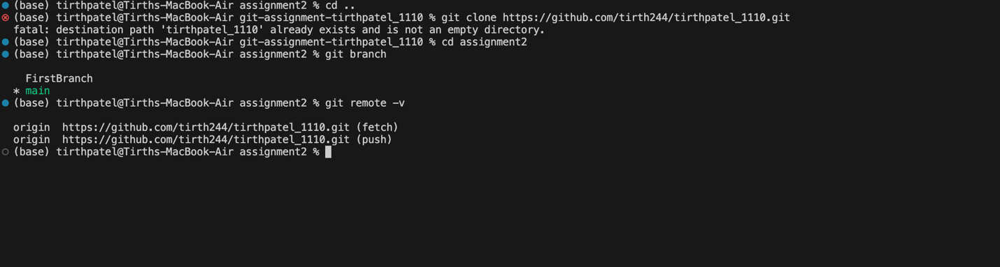 (base) tirthpatel@Tirths-MacBook-Air assignment2 % cd ..
(base) tirthpatel@Tirths-MacBook-Air git-assignment-tirthpatel_1110 % git clone https://github.com/tirth244/tirthpatel_1110.git
fatal: destination path 'tirthpatel_1110' already exists and is not an empty directory.
(base) tirthpatel@Tirths-MacBook-Air git-assignment-tirthpatel_1110 % cd assignment2
(base) tirthpatel@Tirths-MacBook-Air assignment2 % git branch
FirstBranch
* main
(base) tirthpatel@Tirths-MacBook-Air assignment2 % git remote -v
origin  https://github.com/tirth244/tirthpatel_1110.git (fetch)
origin  https://github.com/tirth244/tirthpatel_1110.git (push)
(base) tirthpatel@Tirths-MacBook-Air assignment2 %